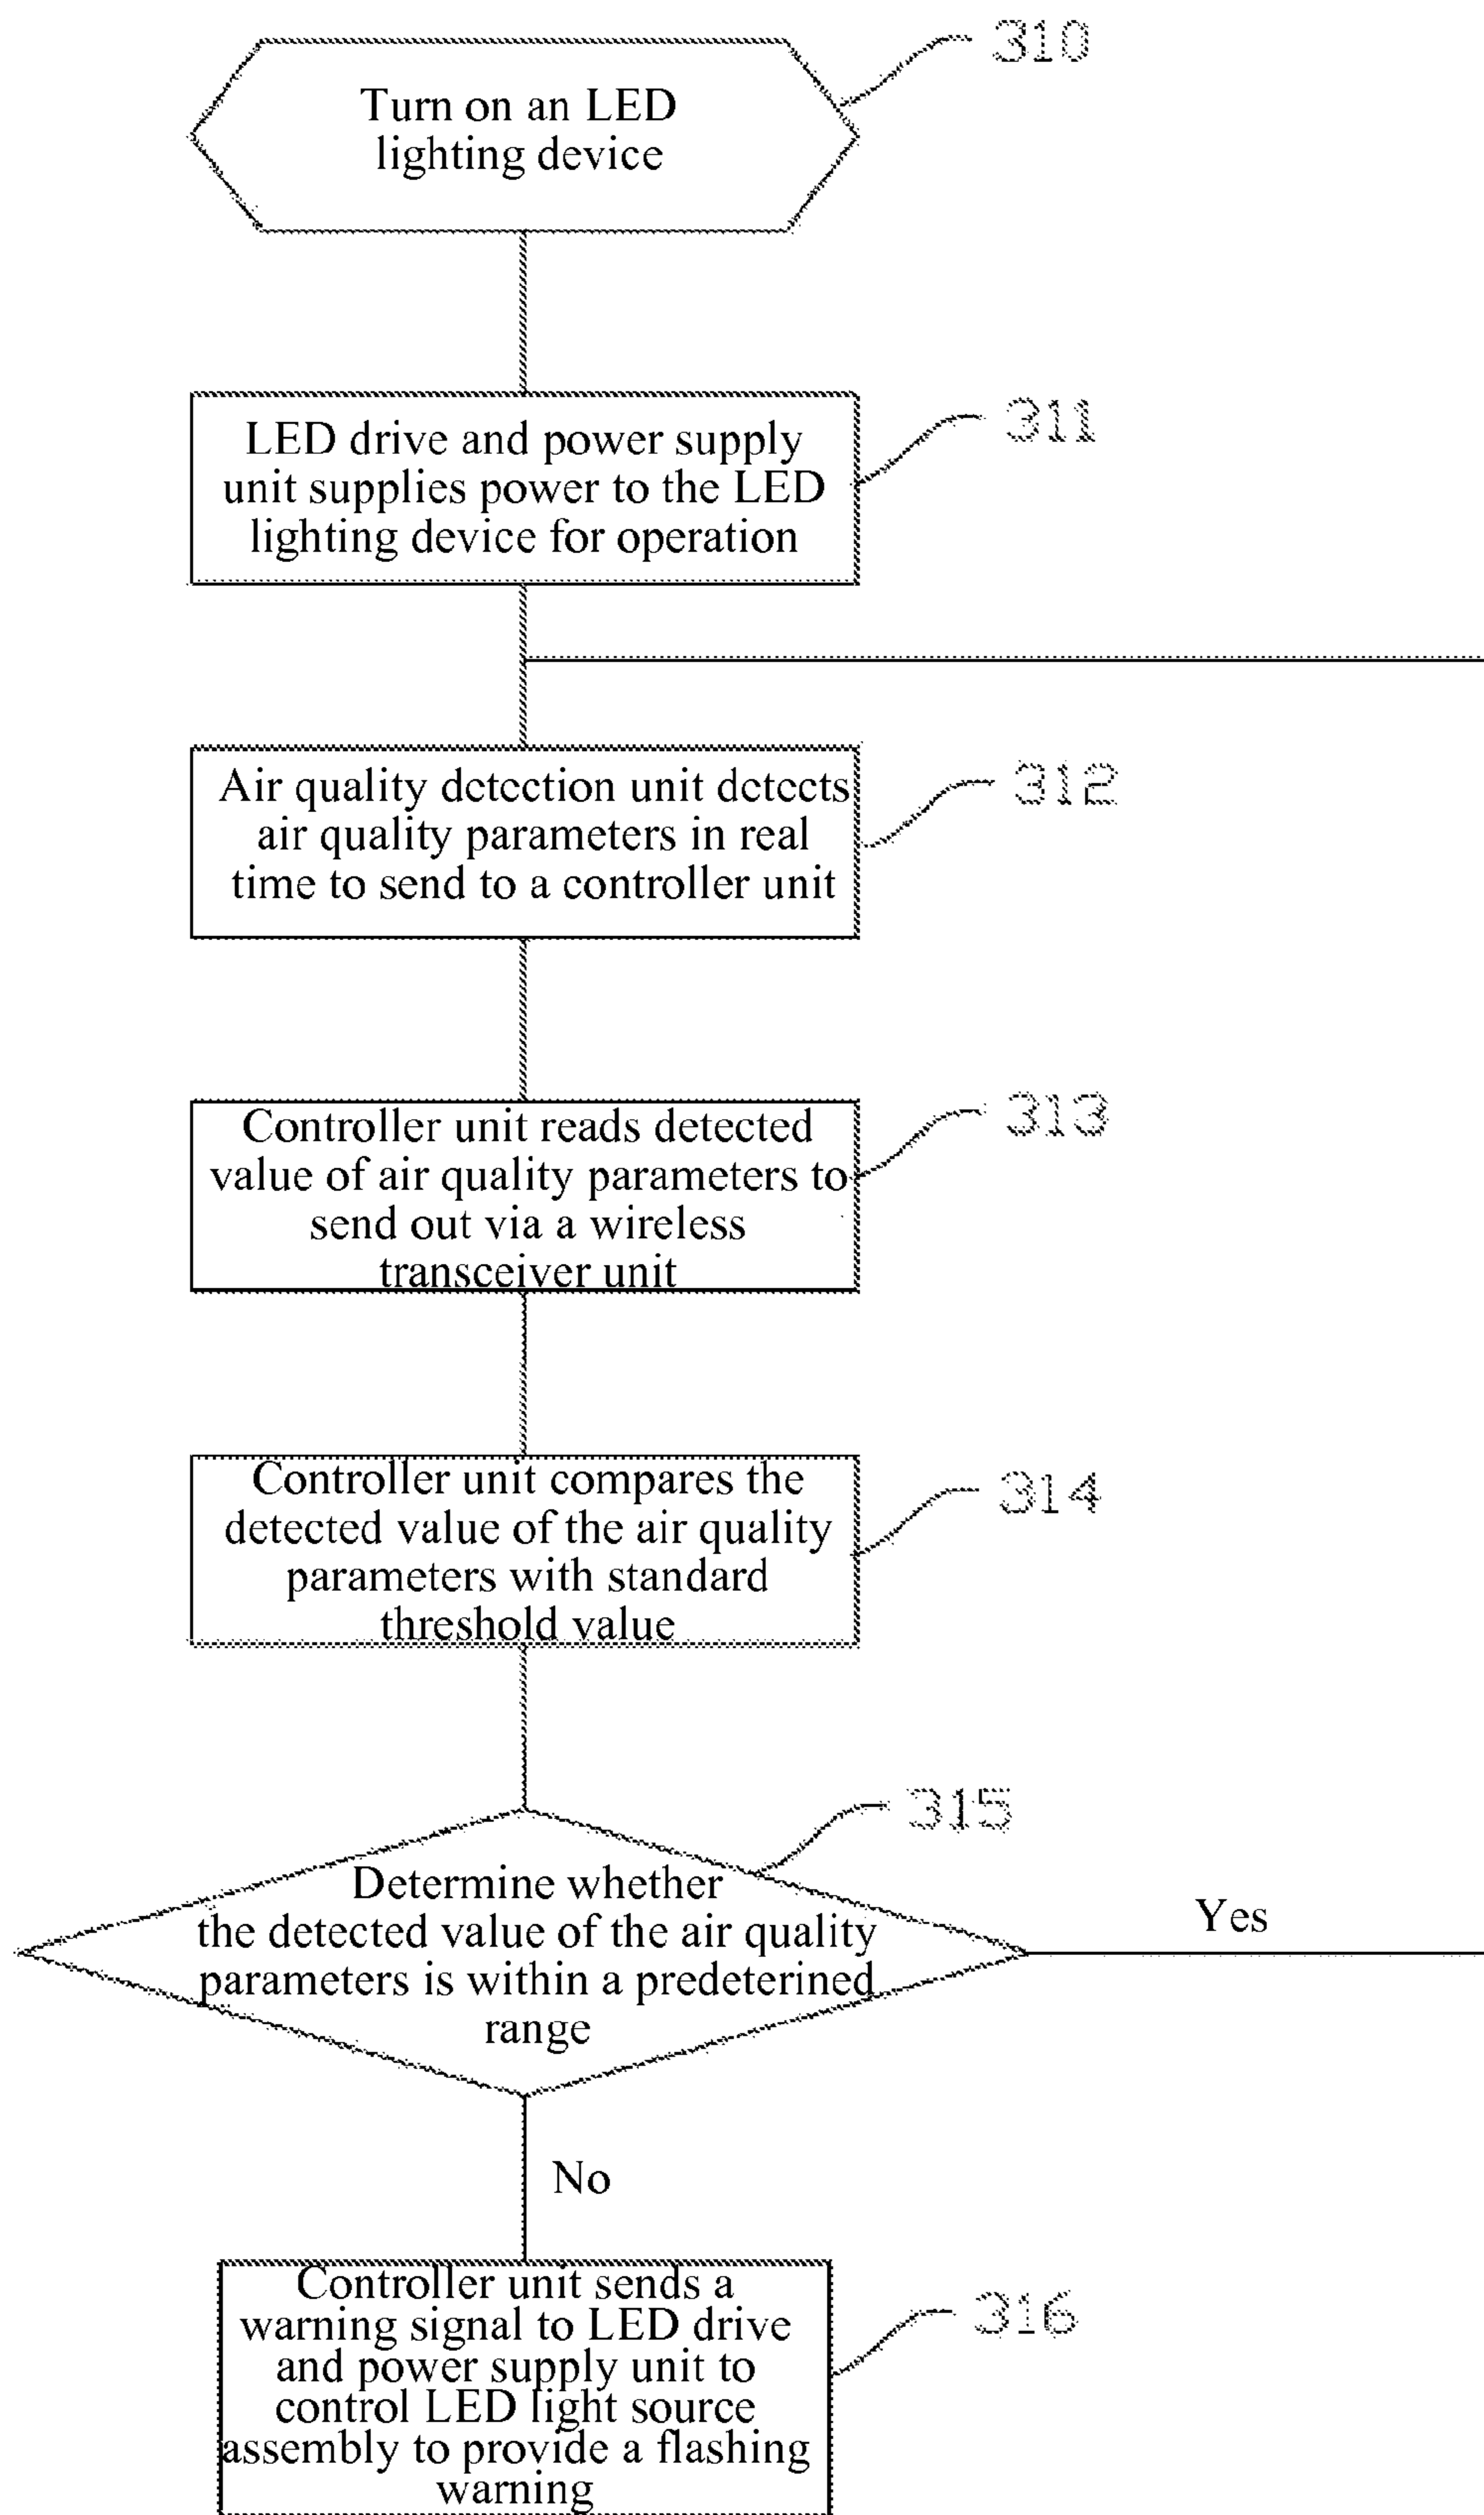 310
Turn on an LED
lighting device
311
LED drive and power supply
unit supplies power to the LED
lighting device for operation
312
Air quality detection unit detects
air quality parameters in real
time to send to a controller unit
313
Controller unit reads detected
value of air quality parameters to
send out via a wireless
transceiver unit
314
Controller unit compares the
detected value of the air quality
parameters with standard
threshold value
315
Determine whether
the detected value of the air quality
parameters is within a predeterined
range
Yes
No
316
Controller unit sends a
warning signal to LED drive
and power supply unit to
control LED light source
assembly to provide a flashing
warning